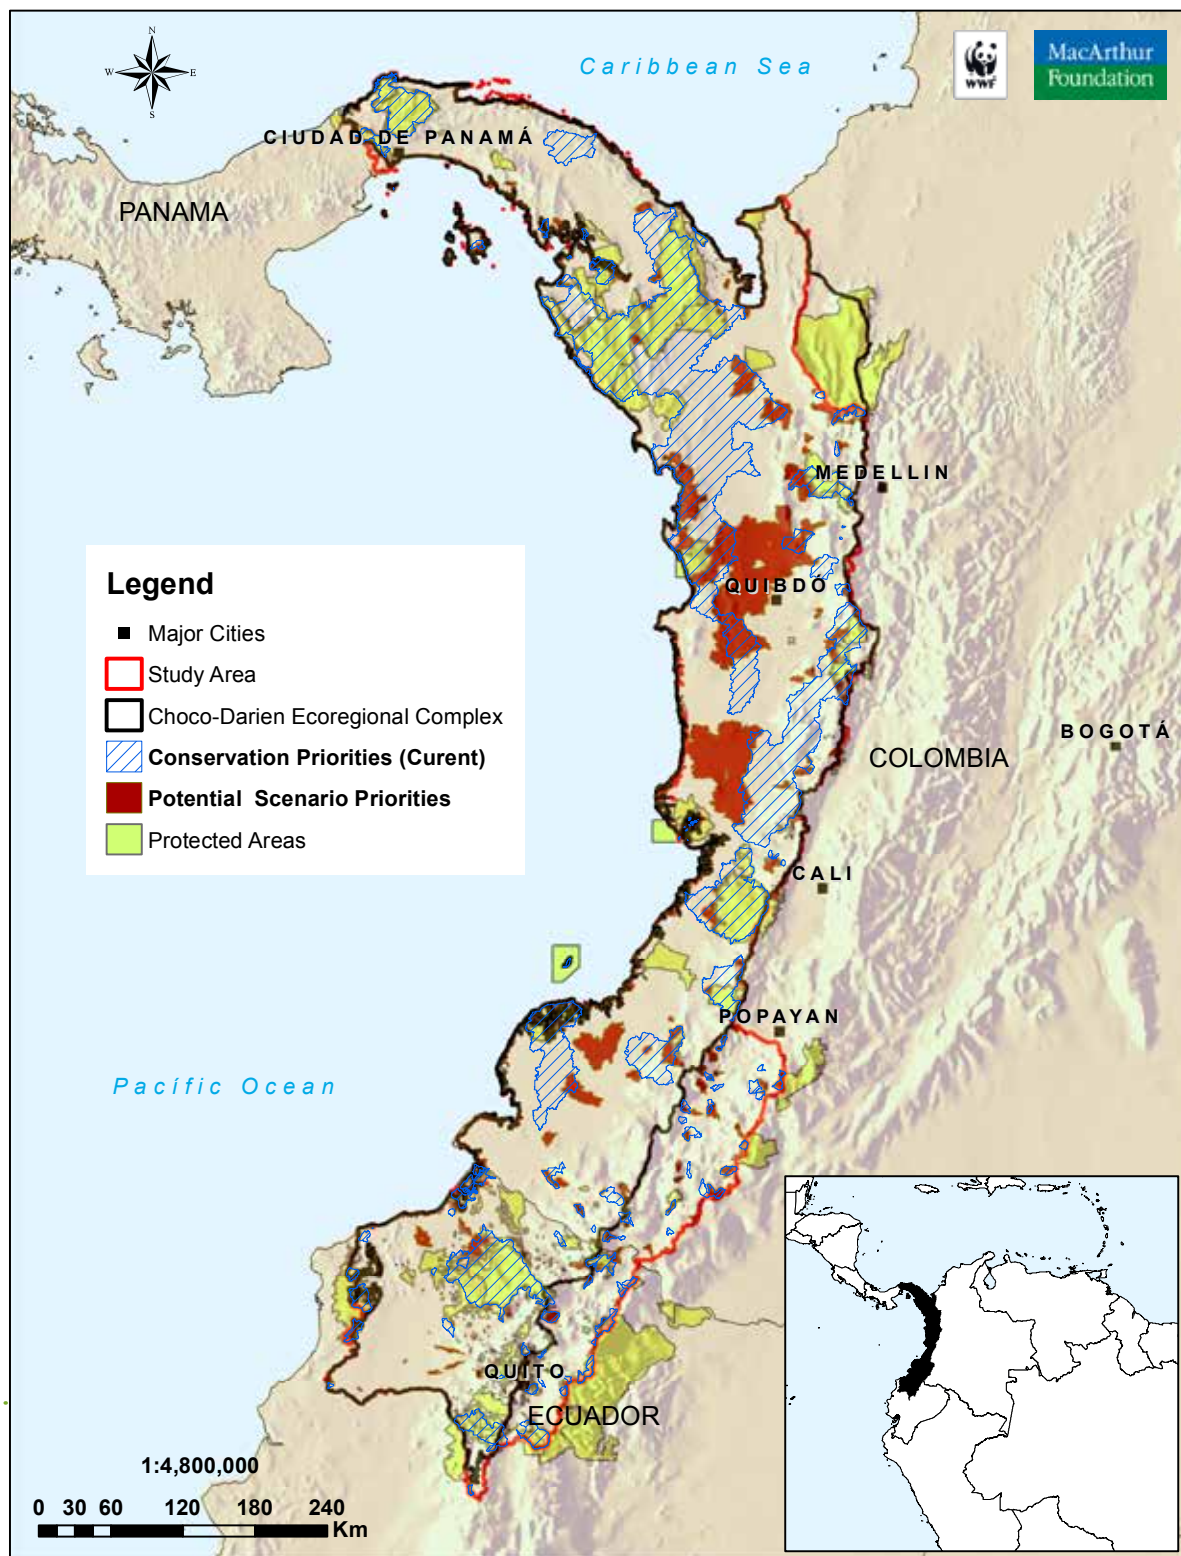 N
W E
S
Caribbean Sea
WWF
MacArthur
Foundation
CIUDAD DE PANAMÁ
PANAMA
MEDELLIN
Legend
Major Cities
Study Area
Choco-Darien Ecoregional Complex
Conservation Priorities (Curent)
Potential Scenario Priorities
Protected Areas
QUIBDÓ
BOGOTÁ
COLOMBIA
CALI
POPAYAN
Pacífic Ocean
QUITO
ECUADOR
1:4,800,000
0 30 60 120 180 240
Km